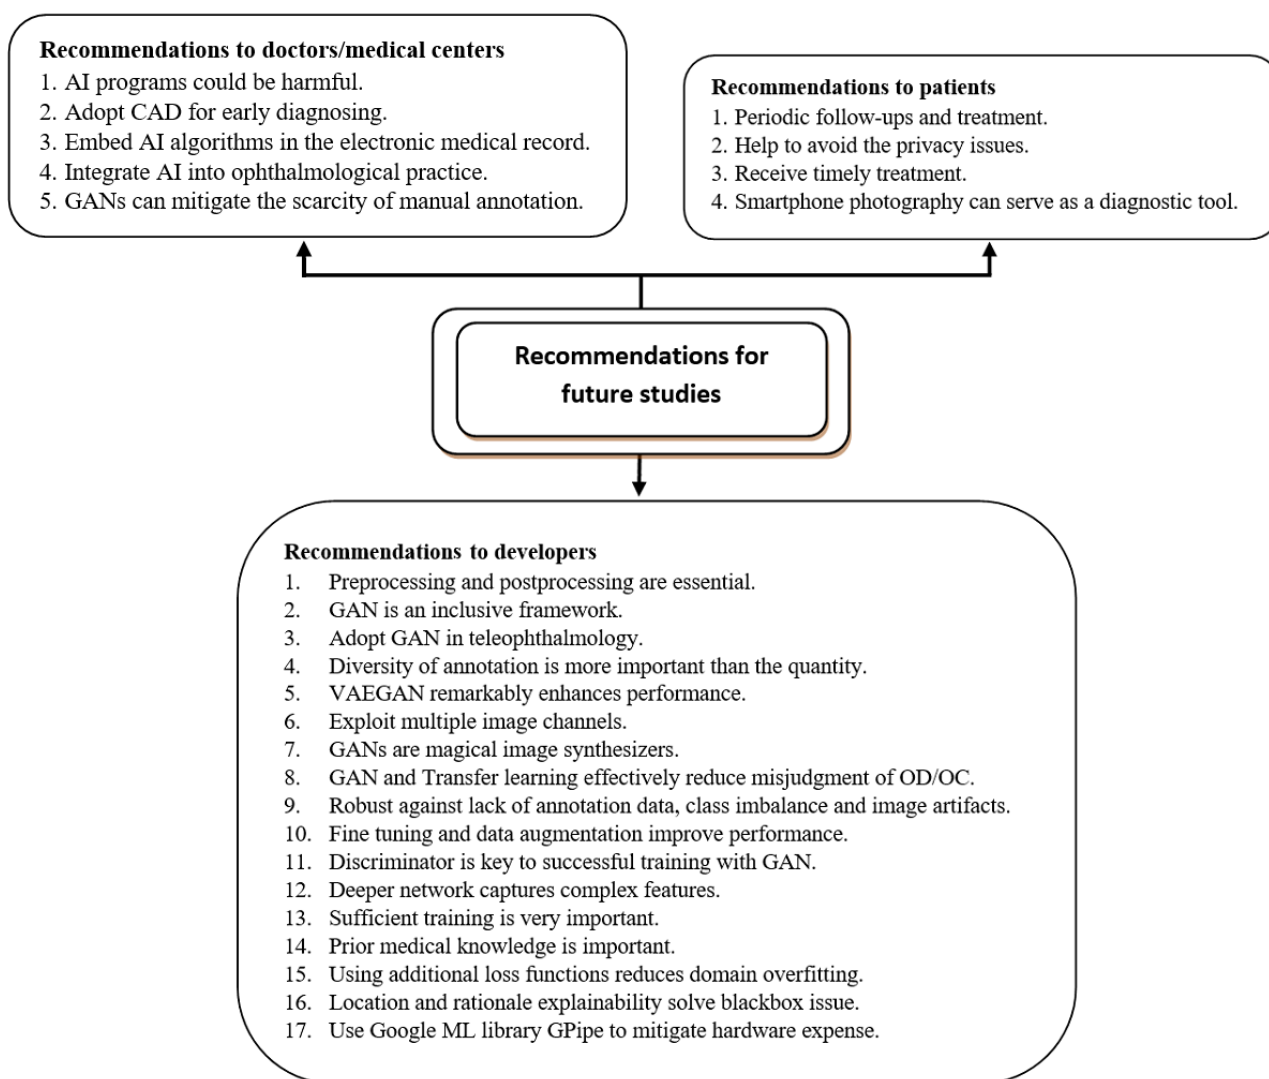 Recommendations to doctors/medical centers
1. AI programs could be harmful.
2. Adopt CAD for early diagnosing.
3. Embed AI algorithms in the electronic medical record.
4. Integrate AI into ophthalmological practice.
5. GANs can mitigate the scarcity of manual annotation.
Recommendations to patients
1. Periodic follow-ups and treatment.
2. Help to avoid the privacy issues.
3. Receive timely treatment.
4. Smartphone photography can serve as a diagnostic tool.
Recommendations for
future studies
Recommendations to developers
1. Preprocessing and postprocessing are essential.
2. GAN is an inclusive framework.
3. Adopt GAN in teleophthalmology.
4. Diversity of annotation is more important than the quantity.
5. VAEGAN remarkably enhances performance.
6. Exploit multiple image channels.
7. GANs are magical image synthesizers.
8. GAN and Transfer learning effectively reduce misjudgment of OD/OC.
9. Robust against lack of annotation data, class imbalance and image artifacts.
10. Fine tuning and data augmentation improve performance.
11. Discriminator is key to successful training with GAN.
12. Deeper network captures complex features.
13. Sufficient training is very important.
14. Prior medical knowledge is important.
15. Using additional loss functions reduces domain overfitting.
16. Location and rationale explainability solve blackbox issue.
17. Use Google ML library GPipe to mitigate hardware expense.